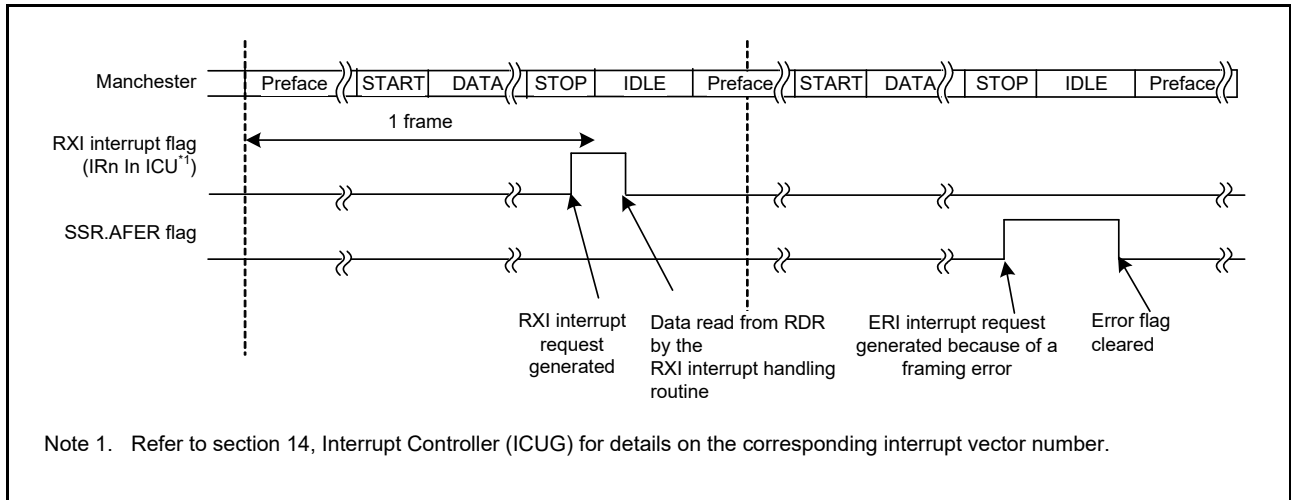 Manchester Preface START DATA STOP IDLE Preface START DATA STOP IDLE Preface
1 frame
RXI interrupt flag
(IRn In ICU*1)
SSR.AFER flag
RXI interrupt
request
generated
Data read from RDR
by the
RXI interrupt handling
routine
ERI interrupt request
generated because of a
framing error
Error flag
cleared
Note 1. Refer to section 14, Interrupt Controller (ICUG) for details on the corresponding interrupt vector number.